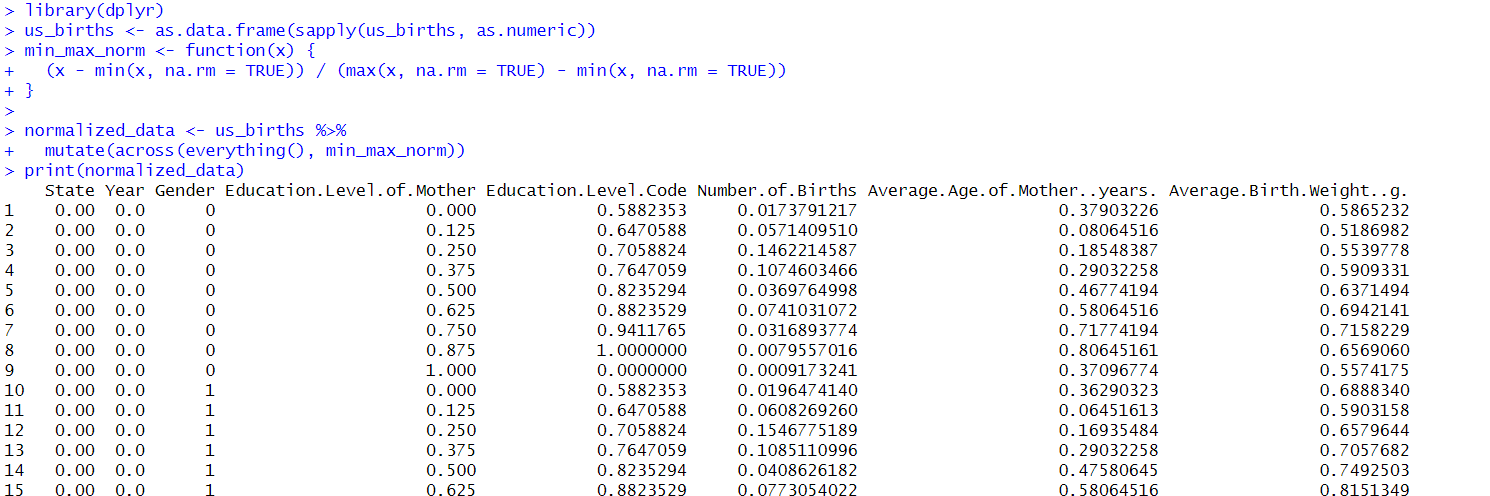 > library(dplyr)
> us_births <- as.data.frame(sapply(us_births, as.numeric))
> min_max_norm <- function(x) {
+   (x - min(x, na.rm = TRUE)) / (max(x, na.rm = TRUE) - min(x, na.rm = TRUE))
+ }
>
> normalized_data <- us_births %>%
+   mutate(across(everything(), min_max_norm))
> print(normalized_data)
State Year Gender Education.Level.of.Mother Education.Level.Code Number.of.Births Average.Age.of.Mother..years. Average.Birth.Weight..g.
1 0.00 0.0 0 0.000 0.5882353 0.0173791217 0.37903226 0.5865232
2 0.00 0.0 0 0.125 0.6470588 0.0571409510 0.08064516 0.5186982
3 0.00 0.0 0 0.250 0.7058824 0.1462214587 0.18548387 0.5539778
4 0.00 0.0 0 0.375 0.7647059 0.1074603466 0.29032258 0.5909331
5 0.00 0.0 0 0.500 0.8235294 0.0369764998 0.46774194 0.6371494
6 0.00 0.0 0 0.625 0.8823529 0.0741031072 0.58064516 0.6942141
7 0.00 0.0 0 0.750 0.9411765 0.0316893774 0.71774194 0.7158229
8 0.00 0.0 0 0.875 1.0000000 0.0079557016 0.80645161 0.6569060
9 0.00 0.0 0 1.000 0.0000000 0.0009173241 0.37096774 0.5574175
10 0.00 0.0 1 0.000 0.5882353 0.0196474140 0.36290323 0.6888340
11 0.00 0.0 1 0.125 0.6470588 0.0608269260 0.06451613 0.5903158
12 0.00 0.0 1 0.250 0.7058824 0.1546775189 0.16935484 0.6579644
13 0.00 0.0 1 0.375 0.7647059 0.1085110996 0.29032258 0.7057682
14 0.00 0.0 1 0.500 0.8235294 0.0408626182 0.47580645 0.7492503
15 0.00 0.0 1 0.625 0.8823529 0.0773054022 0.58064516 0.8151349